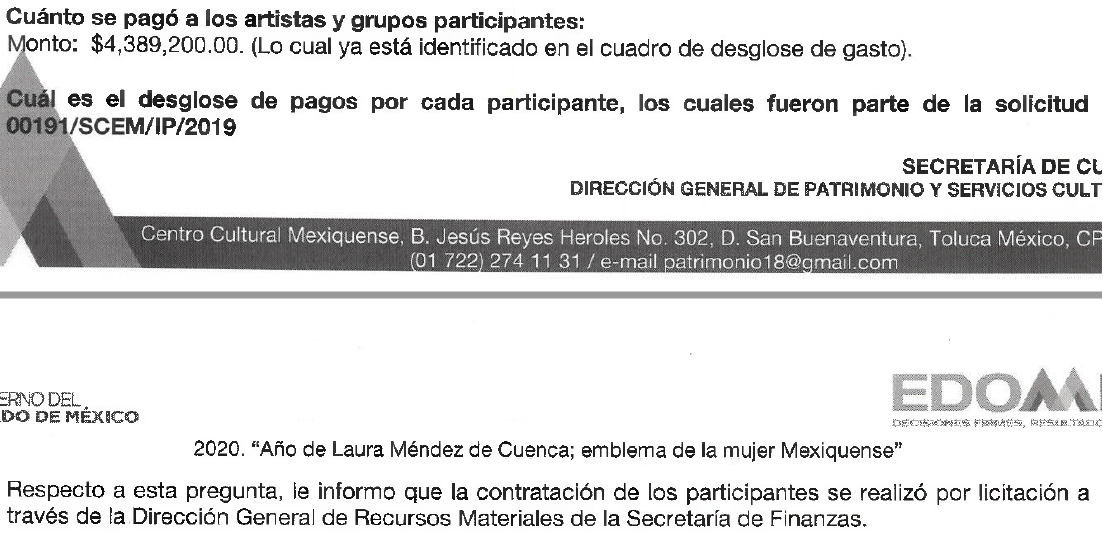 Cuánto se pagó a los artistas y grupos participantes:
Monto: $4,389,200.00. (Lo cual ya está identificado en el cuadro de desglose de gasto).
Cuál es el desglose de pagos por cada participante, los cuales fueron parte de la solicitud
00191/SCEM/IP/2019
SECRETARÍA DE CU
DIRECCIÓN GENERAL DE PATRIMONIO Y SERVICIOS CULT
Centro Cultural Mexiquense, B. Jesús Reyes Heroles No. 302, D. San Buenaventura, Toluca México, CP
(01 722) 274 11 31 / e-mail patrimonio18@gmail.com
ERNO DEL
DO DE MÉXICO
EDOM
DECISIONES FIRMES, RESULTADO
2020. “Año de Laura Méndez de Cuenca; emblema de la mujer Mexiquense”
Respecto a esta pregunta, le informo que la contratación de los participantes se realizó por licitación a
través de la Dirección General de Recursos Materiales de la Secretaría de Finanzas.